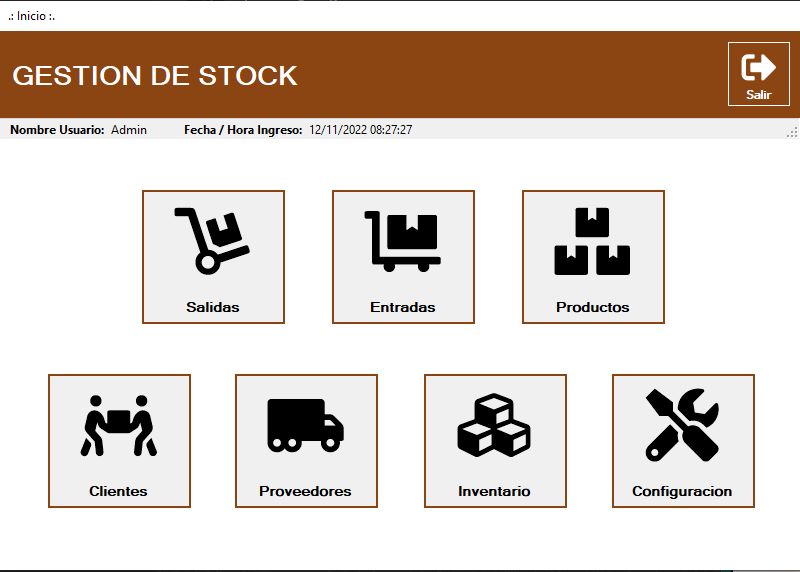 .: Inicio :.
GESTION DE STOCK
Salir
Nombre Usuario: Admin Fecha / Hora Ingreso: 12/11/2022 08:27:27
Salidas Entradas Productos
Clientes Proveedores Inventario Configuracion